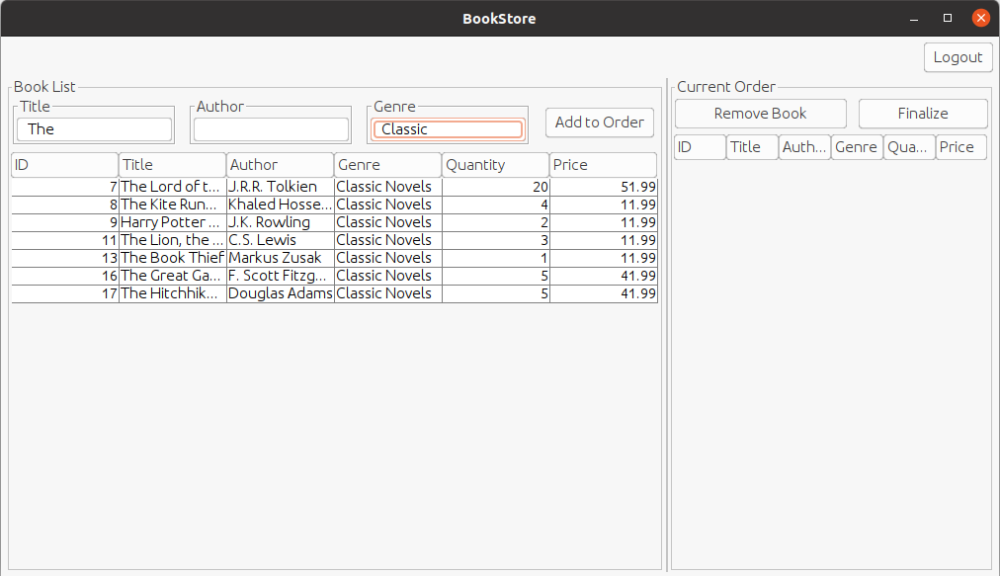 BookStore
Logout
Book List
Title Author Genre
The Classic Add to Order
ID Title Author Genre Quantity Price
7 The Lord of t... J.R.R. Tolkien Classic Novels 20 51.99
8 The Kite Run... Khaled Hosse... Classic Novels 4 11.99
9 Harry Potter ... J.K. Rowling Classic Novels 2 11.99
11 The Lion, the ... C.S. Lewis Classic Novels 3 11.99
13 The Book Thief Markus Zusak Classic Novels 1 11.99
16 The Great Ga... F. Scott Fitzg... Classic Novels 5 41.99
17 The Hitchhik... Douglas Adams Classic Novels 5 41.99
Current Order
Remove Book Finalize
ID Title Auth... Genre Qua... Price